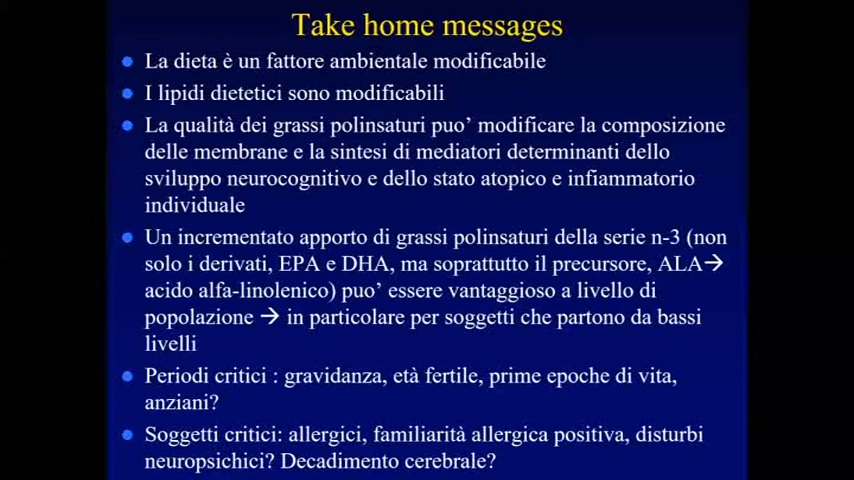 Take home messages
La dieta è un fattore ambientale modificabile
I lipidi dietetici sono modificabili
La qualità dei grassi polinsaturi puo' modificare la composizione
delle membrane e la sintesi di mediatori determinanti dello
sviluppo neurocognitivo e dello stato atopico e infiammatorio
individuale
Un incrementato apporto di grassi polinsaturi della serie n-3 (non
solo i derivati, EPA e DHA, ma soprattutto il precursore, ALA→
acido alfa-linolenico) puo' essere vantaggioso a livello di
popolazione → in particolare per soggetti che partono da bassi
livelli
Periodi critici : gravidanza, età fertile, prime epoche di vita,
anziani?
Soggetti critici: allergici, familiarità allergica positiva, disturbi
neuropsichici? Decadimento cerebrale?